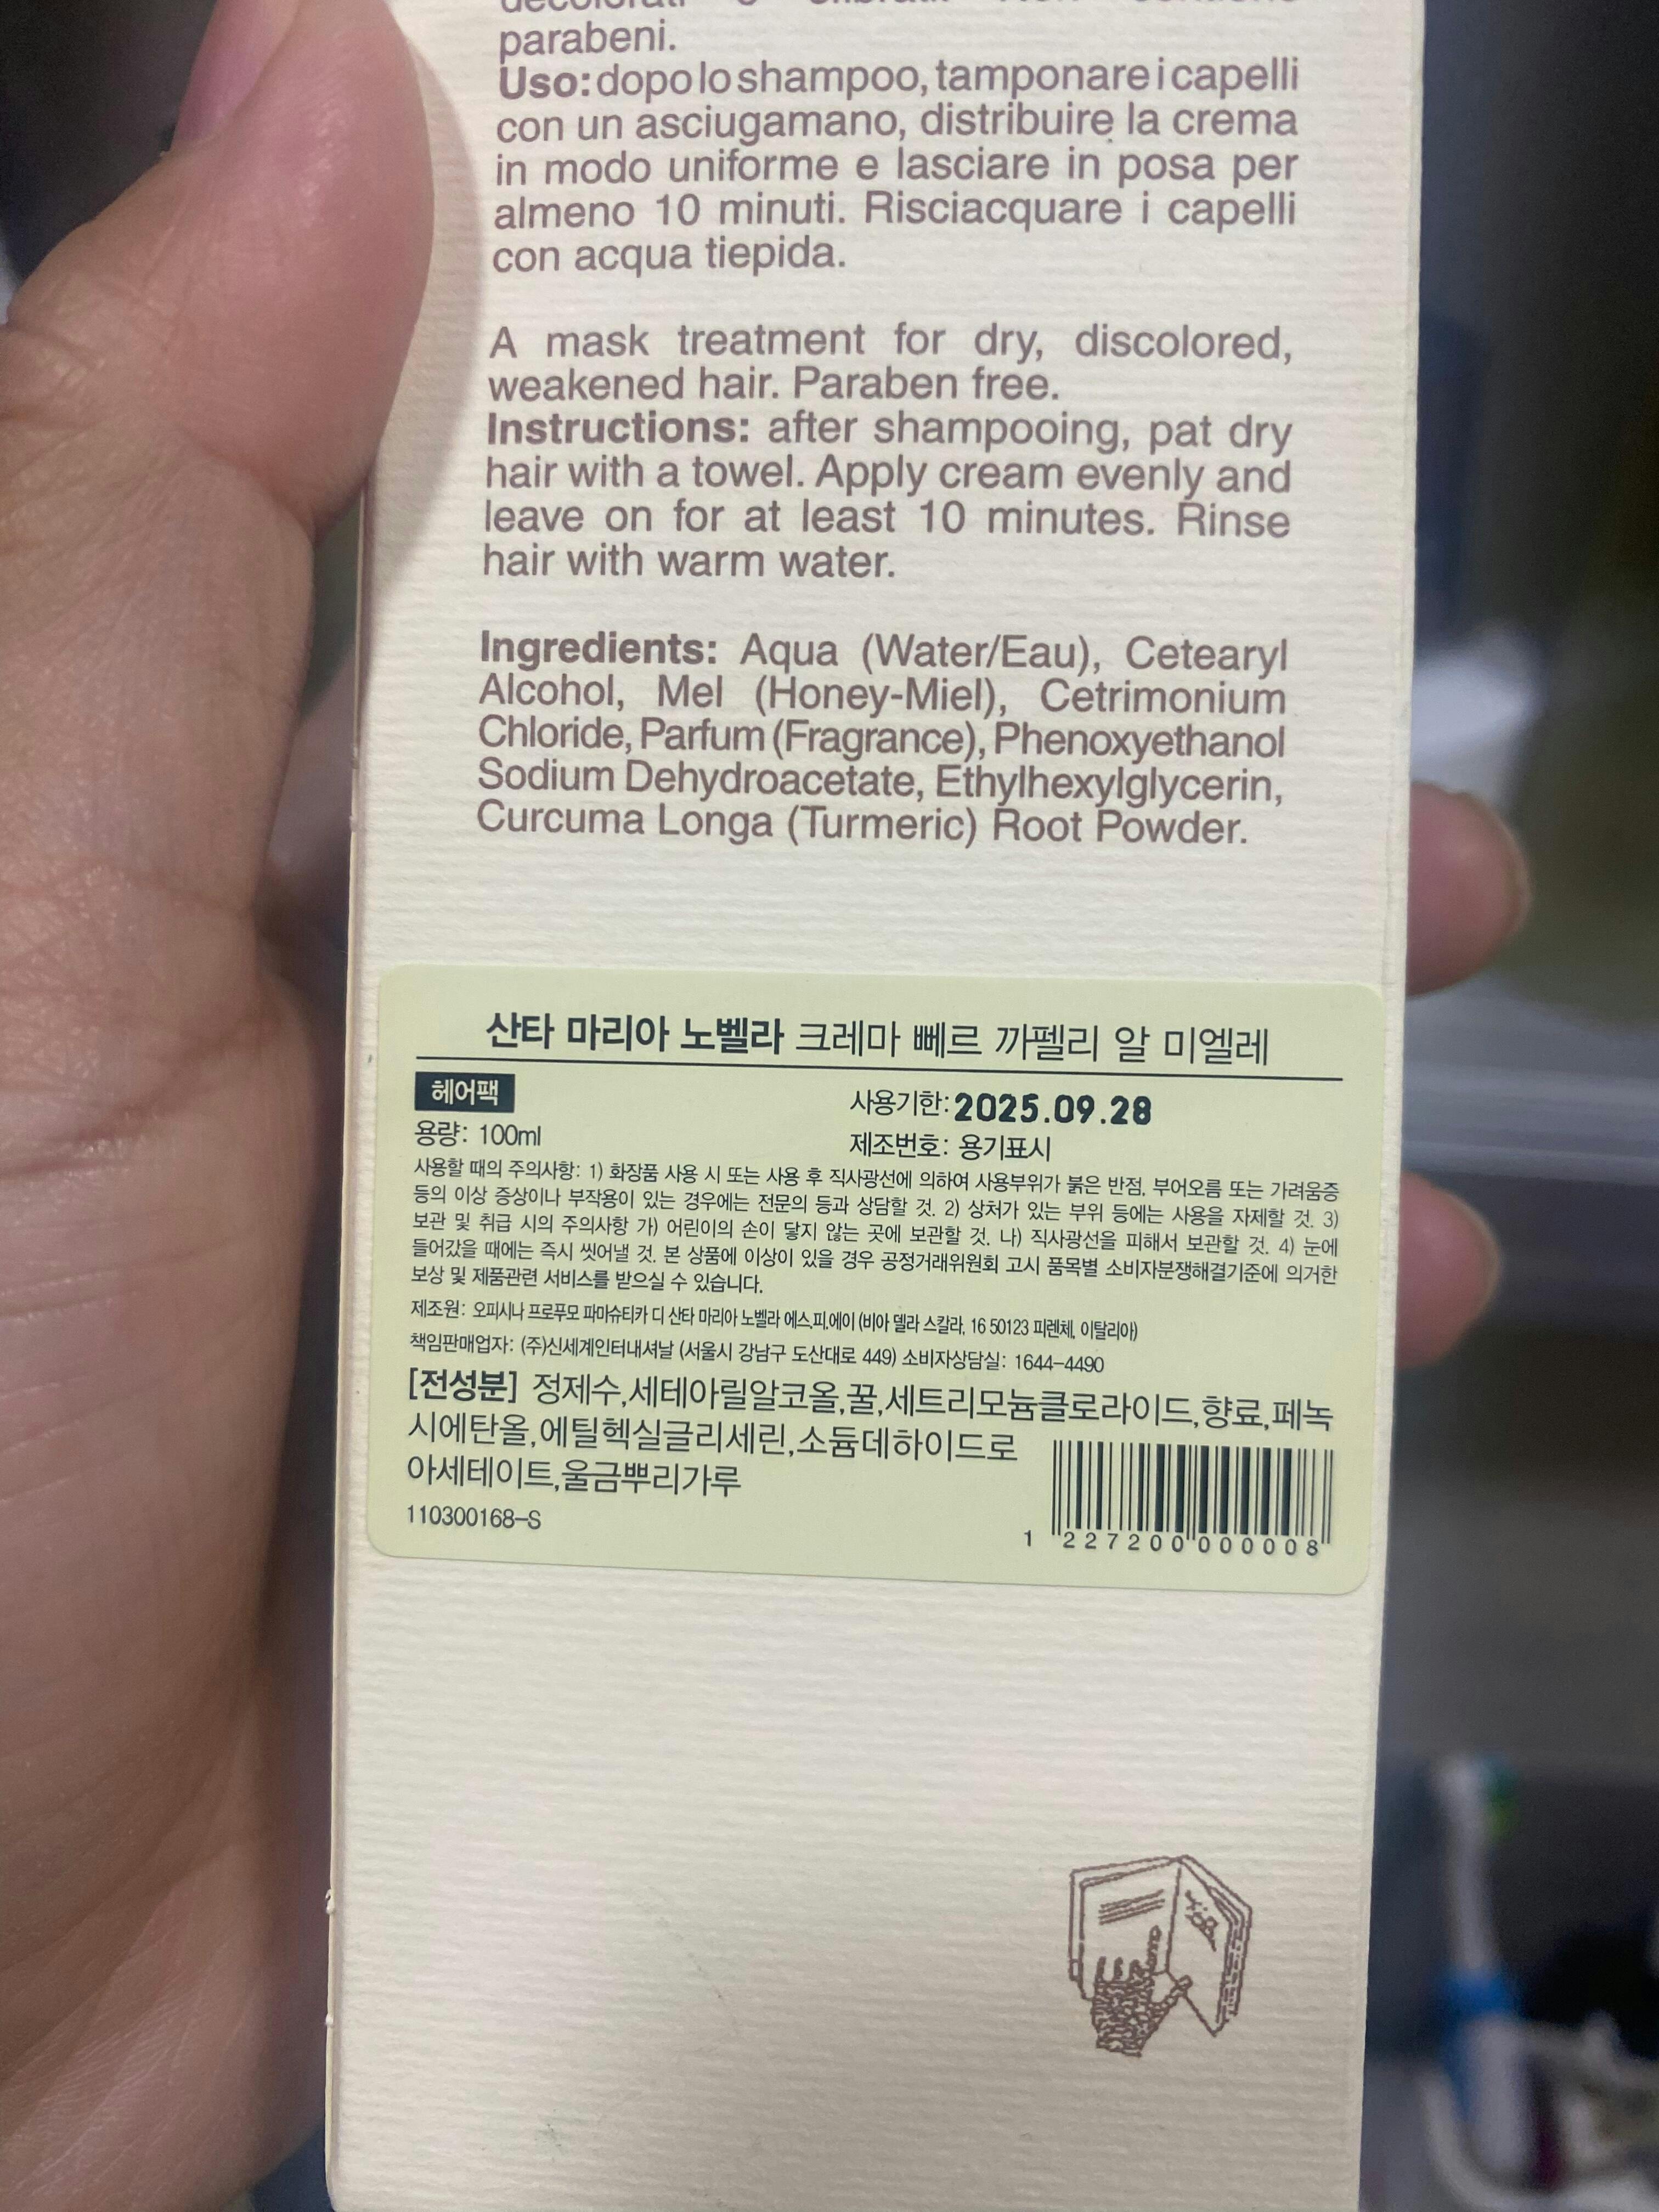 parabeni.
Uso: dopo lo shampoo, tamponare i capelli
con un asciugamano, distribuire la crema
in modo uniforme e lasciare in posa per
almeno 10 minuti. Risciacquare i capelli
con acqua tiepida.
A mask treatment for dry, discolored,
weakened hair. Paraben free.
Instructions: after shampooing, pat dry
hair with a towel. Apply cream evenly and
leave on for at least 10 minutes. Rinse
hair with warm water.
Ingredients: Aqua (Water/Eau), Cetearyl
Alcohol, Mel (Honey-Miel), Cetrimonium
Chloride, Parfum (Fragrance), Phenoxyethanol
Sodium Dehydroacetate, Ethylhexylglycerin,
Curcuma Longa (Turmeric) Root Powder.
산타 마리아 노벨라 크레마 뻬르 까펠리 알 미엘레
헤어팩
사용기한: 2025.09.28
용량: 100ml
제조번호: 용기표시
사용할 때의 주의사항: 1) 화장품 사용 시 또는 사용 후 직사광선에 의하여 사용부위가 붉은 반점, 부어오름 또는 가려움증
등의 이상 증상이나 부작용이 있는 경우에는 전문의 등과 상담할 것. 2) 상처가 있는 부위 등에는 사용을 자제할 것. 3)
보관 및 취급 시의 주의사항 가) 어린이의 손이 닿지 않는 곳에 보관할 것. 나) 직사광선을 피해서 보관할 것. 4) 눈에
들어갔을 때에는 즉시 씻어낼 것. 본 상품에 이상이 있을 경우 공정거래위원회 고시 품목별 소비자분쟁해결기준에 의거한
보상 및 제품관련 서비스를 받으실 수 있습니다.
제조원: 오피시나 프로푸모 파마슈티카 디 산타 마리아 노벨라 에스.피.에이 (비아 델라 스칼라, 16 50123 피렌체, 이탈리아)
책임판매업자: (주)신세계인터내셔날 (서울시 강남구 도산대로 449) 소비자상담실: 1644-4490
[전성분] 정제수,세테아릴알코올,꿀,세트리모늄클로라이드,향료,페녹
시에탄올,에틸헥실글리세린,소듐데하이드로
아세테이트,울금뿌리가루
110300168-S
1 227200 000008